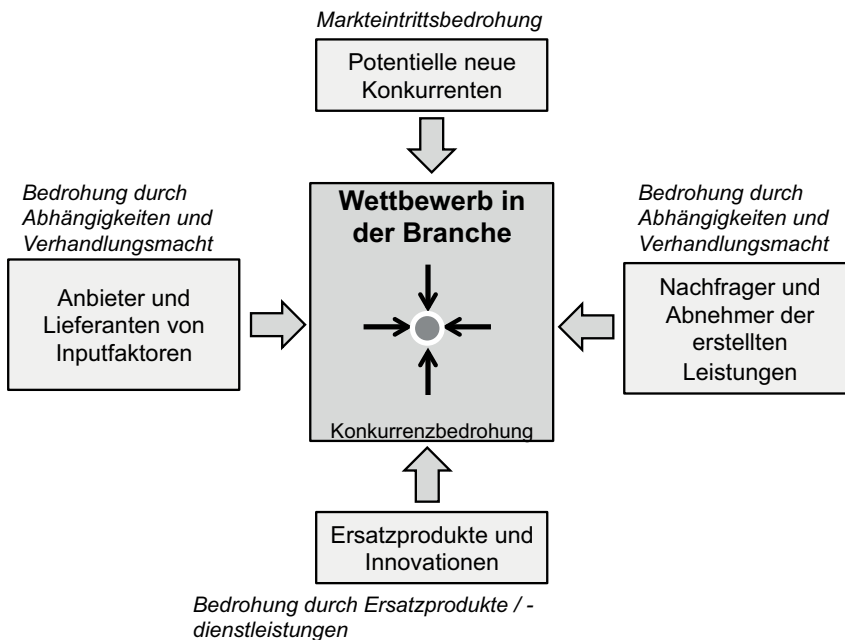 Markteintrittsbedrohung
Potentielle neue
Konkurrenten
Bedrohung durch
Abhängigkeiten und
Verhandlungsmacht
Anbieter und
Lieferanten von
Inputfaktoren
Wettbewerb in
der Branche
Konkurrenzbedrohung
Bedrohung durch
Abhängigkeiten und
Verhandlungsmacht
Nachfrager und
Abnehmer der
erstellten
Leistungen
Ersatzprodukte und
Innovationen
Bedrohung durch Ersatzprodukte / -
dienstleistungen